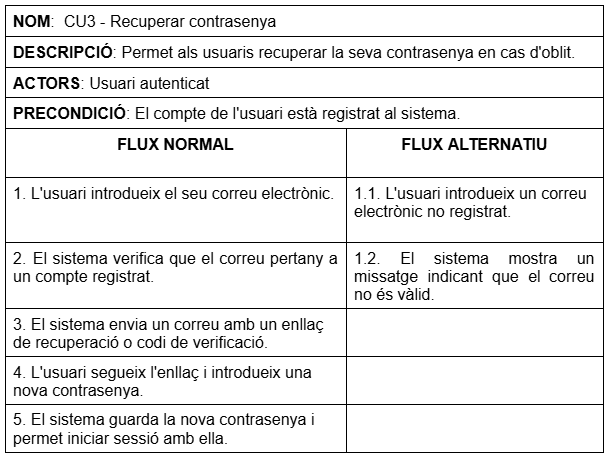 NOM: CU3 - Recuperar contrasenya
DESCRIPCIÓ: Permet als usuaris recuperar la seva contrasenya en cas d'oblit.
ACTORS: Usuari autenticat
PRECONDICIÓ: El compte de l'usuari està registrat al sistema.
FLUX NORMAL
FLUX ALTERNATIU
1. L'usuari introdueix el seu correu electrònic.
1.1. L'usuari introdueix un correu
electrònic no registrat.
2. El sistema verifica que el correu pertany a
un compte registrat.
1.2. El sistema mostra un
missatge indicant que el correu
no és vàlid.
3. El sistema envia un correu amb un enllaç
de recuperació o codi de verificació.
4. L'usuari segueix l'enllaç i introdueix una
nova contrasenya.
5. El sistema guarda la nova contrasenya i
permet iniciar sessió amb ella.